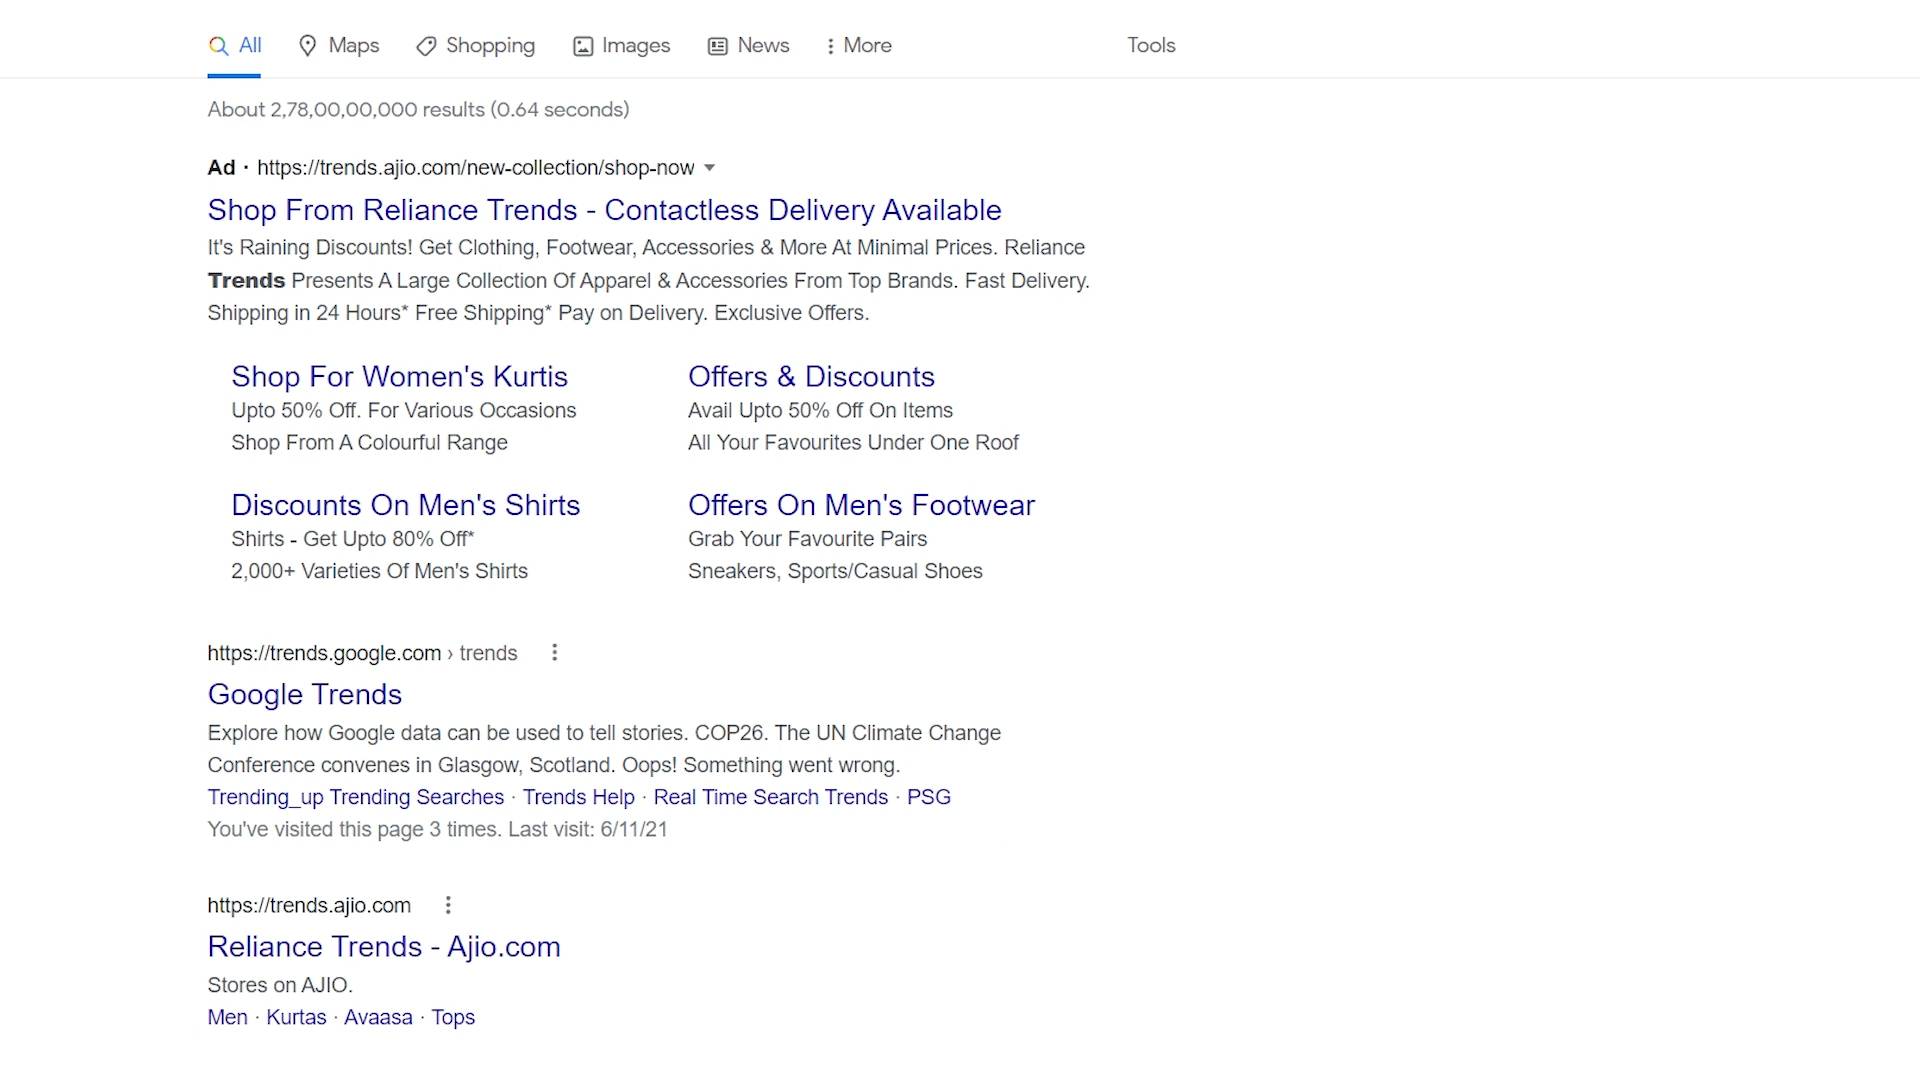 All Maps Shopping Images News More Tools
About 2,78,00,00,000 results (0.64 seconds)
Ad · https://trends.ajio.com/new-collection/shop-now
Shop From Reliance Trends - Contactless Delivery Available
It's Raining Discounts! Get Clothing, Footwear, Accessories & More At Minimal Prices. Reliance
Trends Presents A Large Collection Of Apparel & Accessories From Top Brands. Fast Delivery.
Shipping in 24 Hours* Free Shipping* Pay on Delivery. Exclusive Offers.
Shop For Women's Kurtis
Upto 50% Off. For Various Occasions
Shop From A Colourful Range
Offers & Discounts
Avail Upto 50% Off On Items
All Your Favourites Under One Roof
Discounts On Men's Shirts
Shirts - Get Upto 80% Off*
2,000+ Varieties Of Men's Shirts
Offers On Men's Footwear
Grab Your Favourite Pairs
Sneakers, Sports/Casual Shoes
https://trends.google.com › trends
Google Trends
Explore how Google data can be used to tell stories. COP26. The UN Climate Change
Conference convenes in Glasgow, Scotland. Oops! Something went wrong.
Trending_up Trending Searches · Trends Help · Real Time Search Trends · PSG
You've visited this page 3 times. Last visit: 6/11/21
https://trends.ajio.com
Reliance Trends - Ajio.com
Stores on AJIO.
Men · Kurtas · Avaasa · Tops